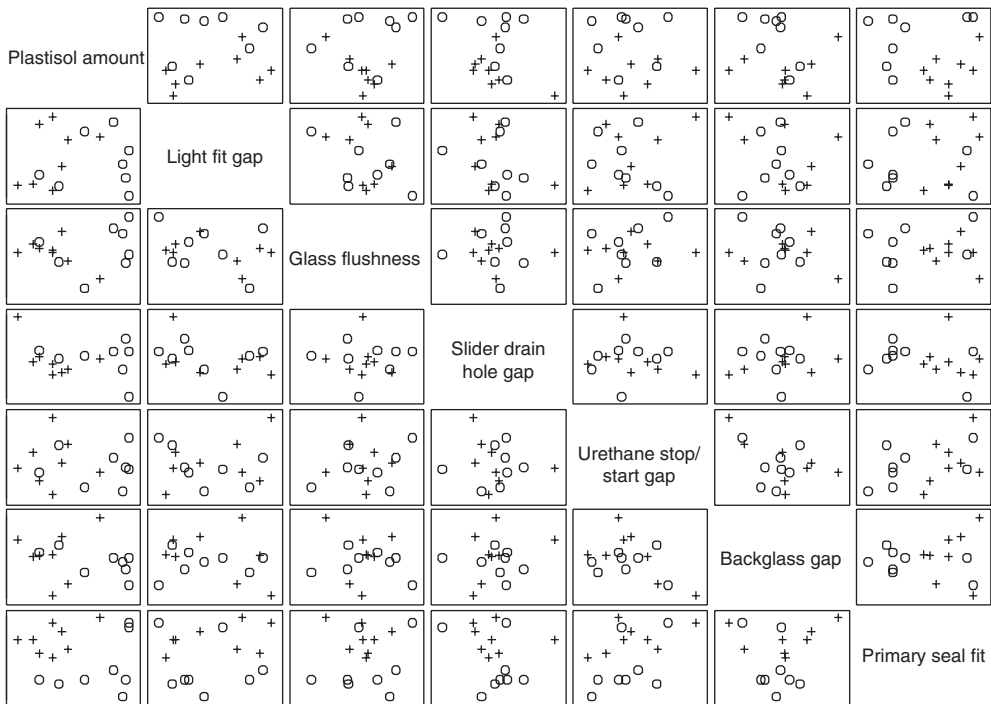 Plastisol amount
Light fit gap
Glass flushness
Slider drain
hole gap
Urethane stop/
start gap
Backglass gap
Primary seal fit